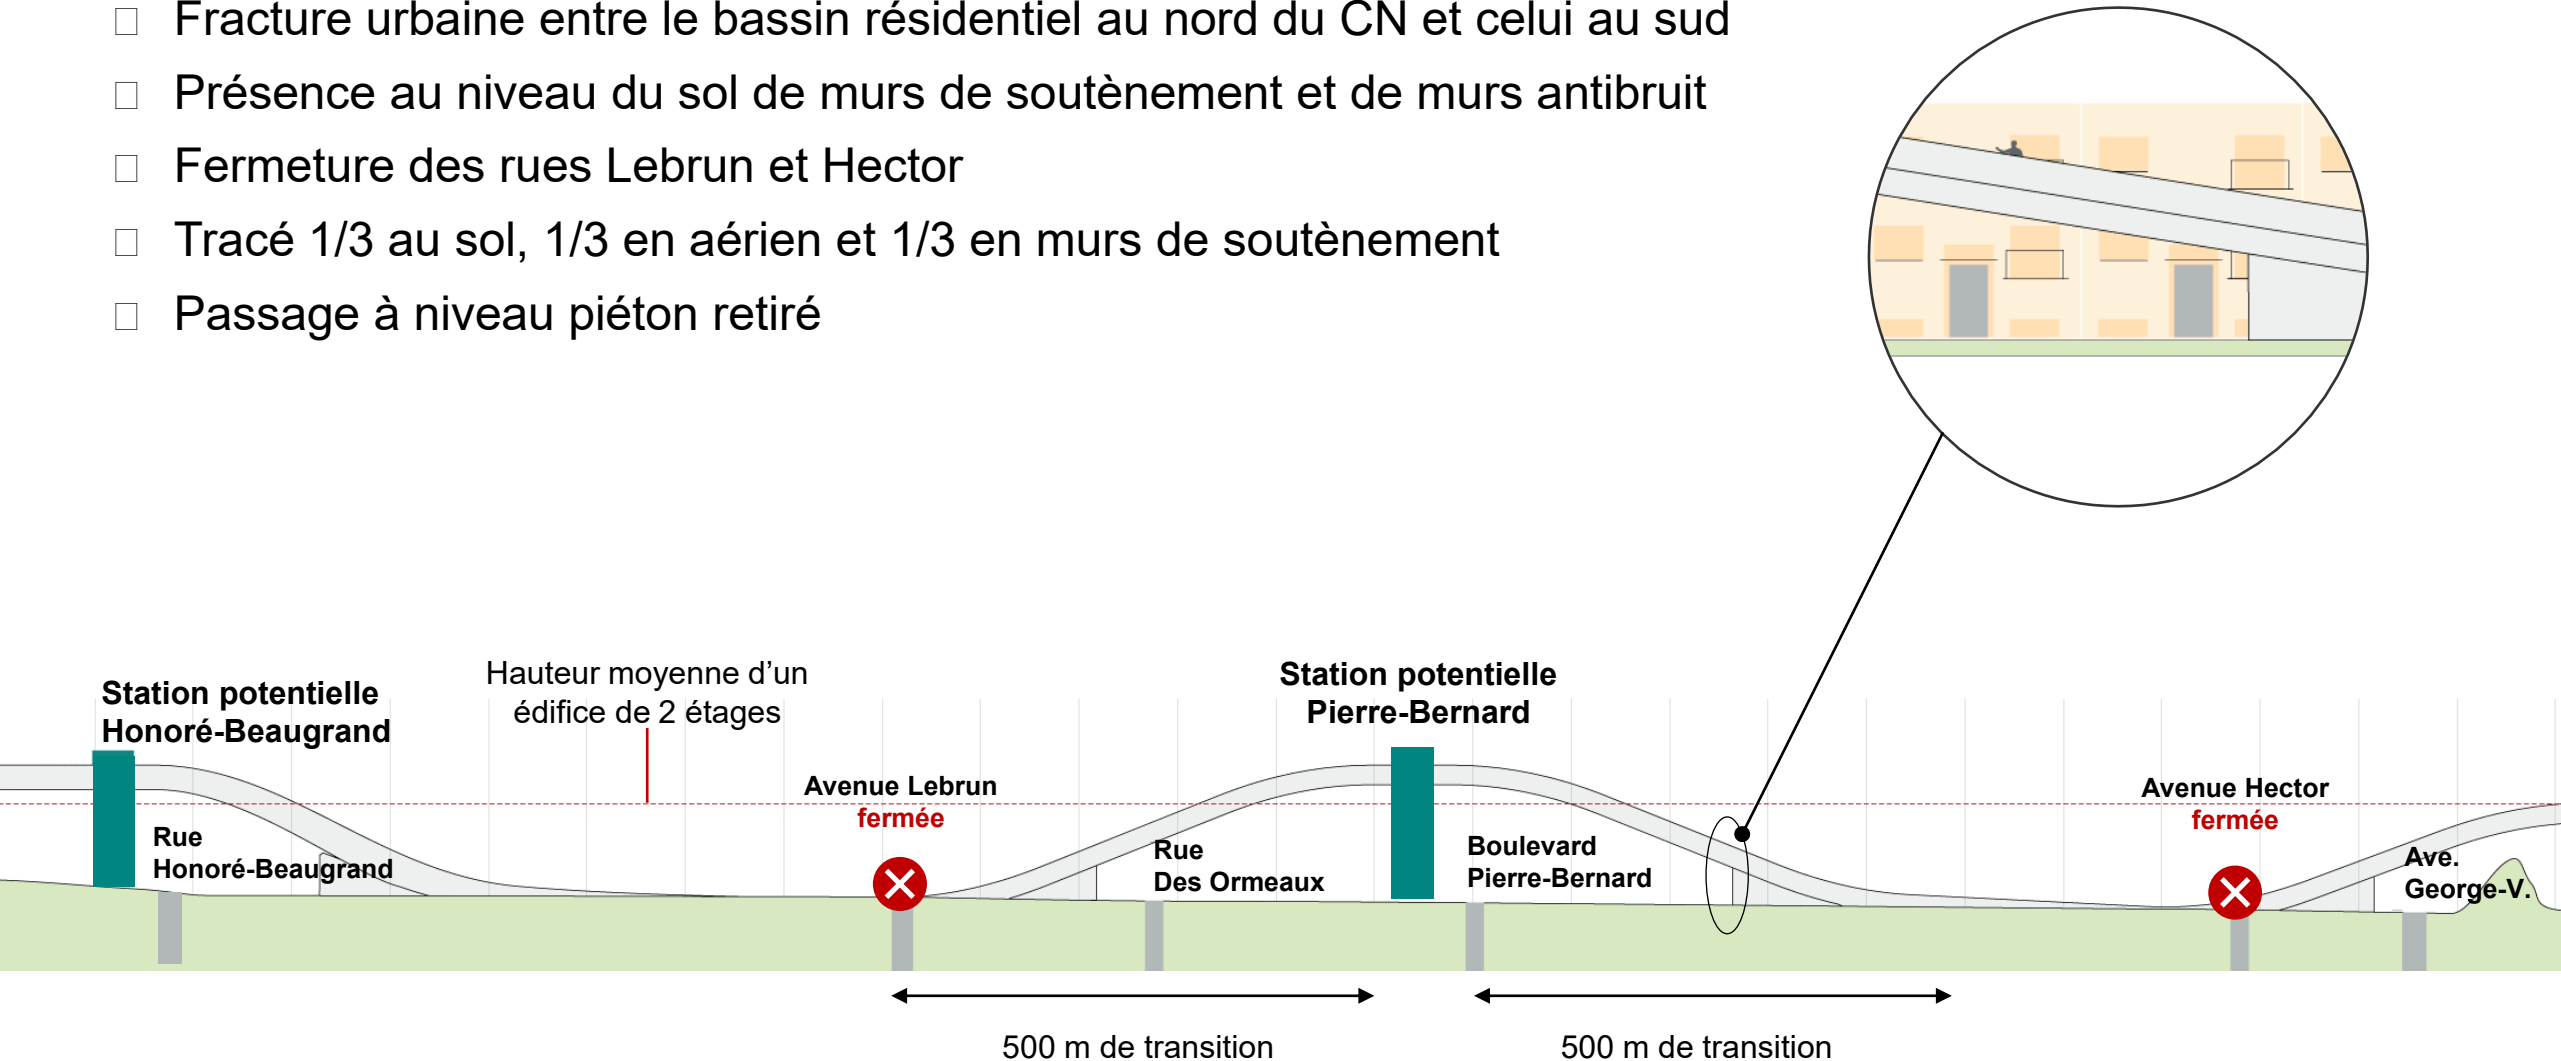 Fracture urbaine entre le bassin résidentiel au nord du CN et celui au sud
Présence au niveau du sol de murs de soutènement et de murs antibruit
Fermeture des rues Lebrun et Hector
Tracé 1/3 au sol, 1/3 en aérien et 1/3 en murs de soutènement
Passage à niveau piéton retiré
Station potentielle
Honoré-Beaugrand
Hauteur moyenne d’un
édifice de 2 étages
Station potentielle
Pierre-Bernard
Avenue Lebrun
fermée
Avenue Hector
fermée
Rue
Honoré-Beaugrand
Rue
Des Ormeaux
Boulevard
Pierre-Bernard
Ave.
George-V.
500 m de transition
500 m de transition